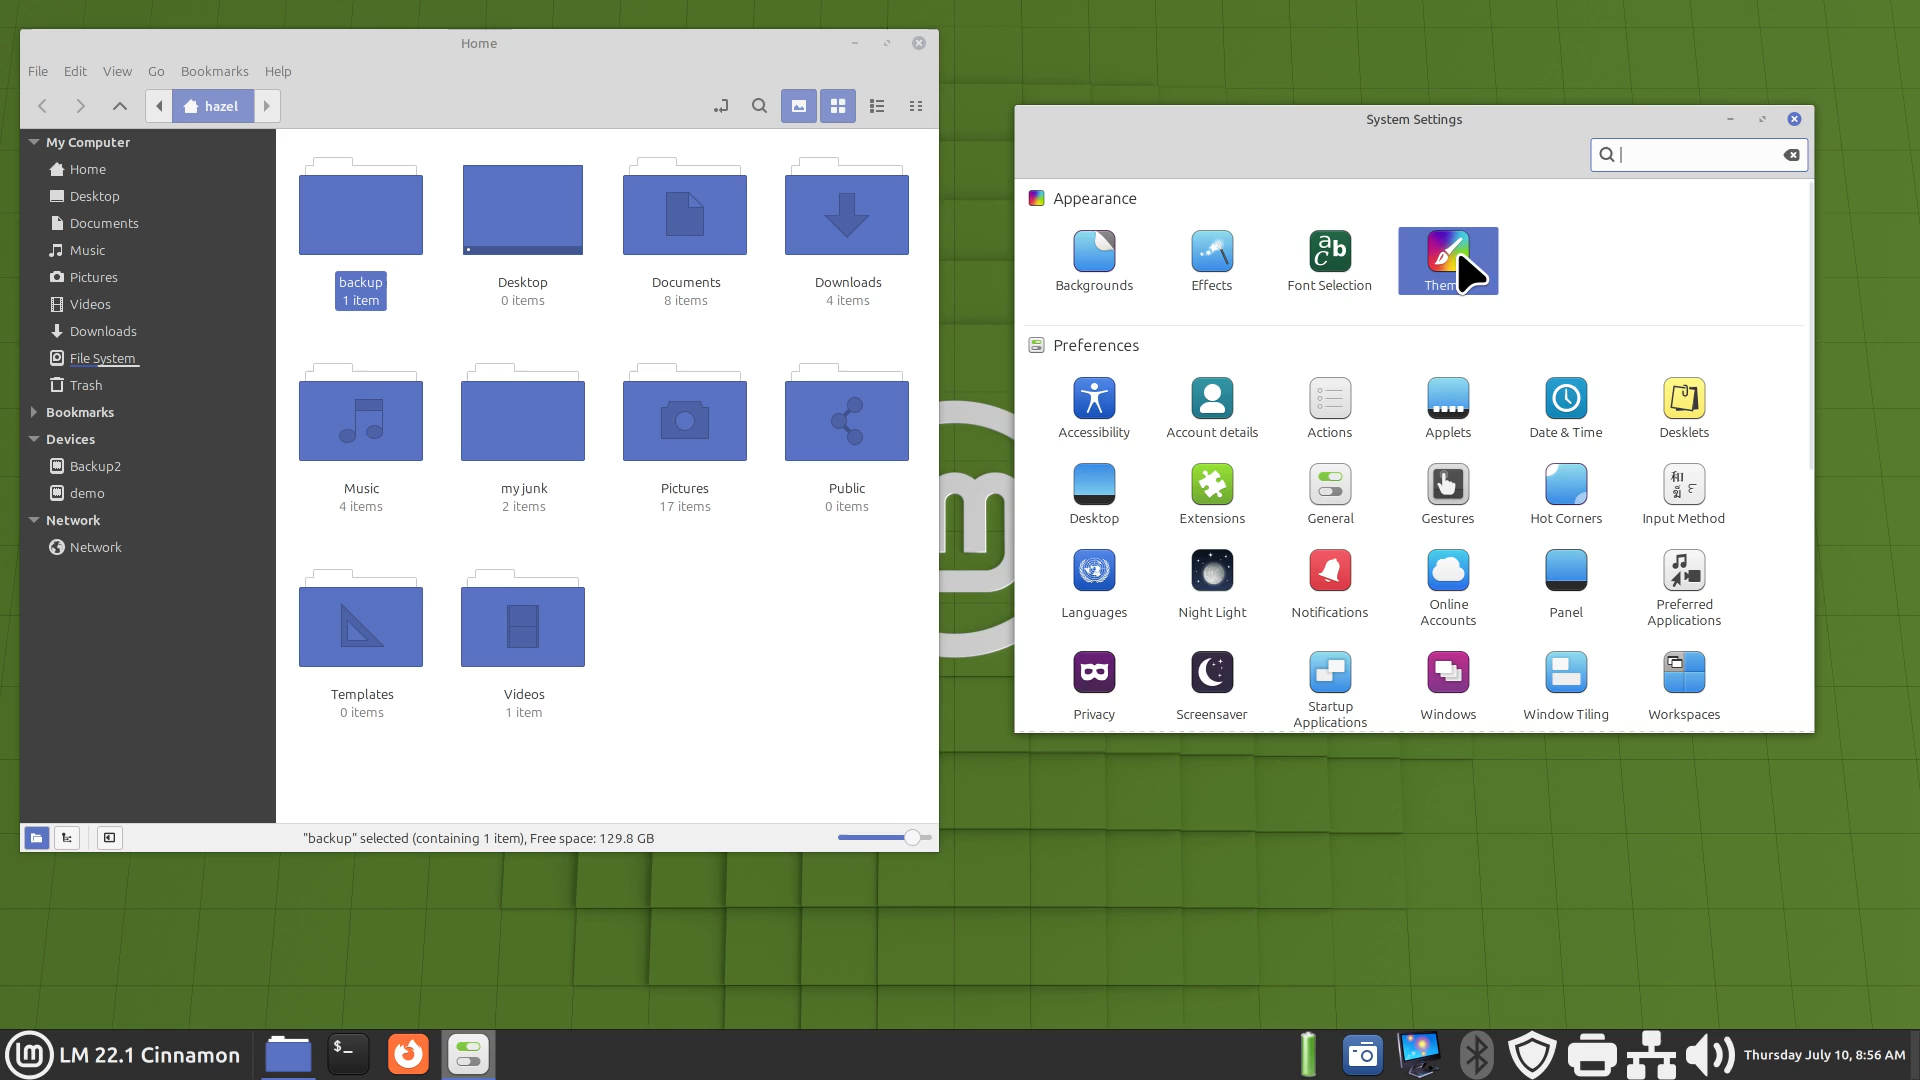 Home
File Edit View Go Bookmarks Help
hazel
My Computer
Home
Desktop
Documents
Music
Pictures
Videos
Downloads
File System
Trash
Bookmarks
Devices
Backup2
demo
Network
Network
backup
1 item
Desktop
0 items
Documents
8 items
Downloads
4 items
Music
4 items
my junk
2 items
Pictures
17 items
Public
0 items
Templates
0 items
Videos
1 item
"backup" selected (containing 1 item), Free space: 129.8 GB
System Settings
Appearance
Backgrounds
Effects
ab
c
Font Selection
Preferences
Accessibility
Account details
Actions
Applets
Date & Time
Desklets
Desktop
Extensions
General
Gestures
Hot Corners
Input Method
Languages
Night Light
Notifications
Online
Accounts
Panel
Preferred
Applications
Privacy
Screensaver
Startup
Applications
Windows
Window Tiling
Workspaces
LM 22.1 Cinnamon
$_
Thursday July 10, 8:56 AM